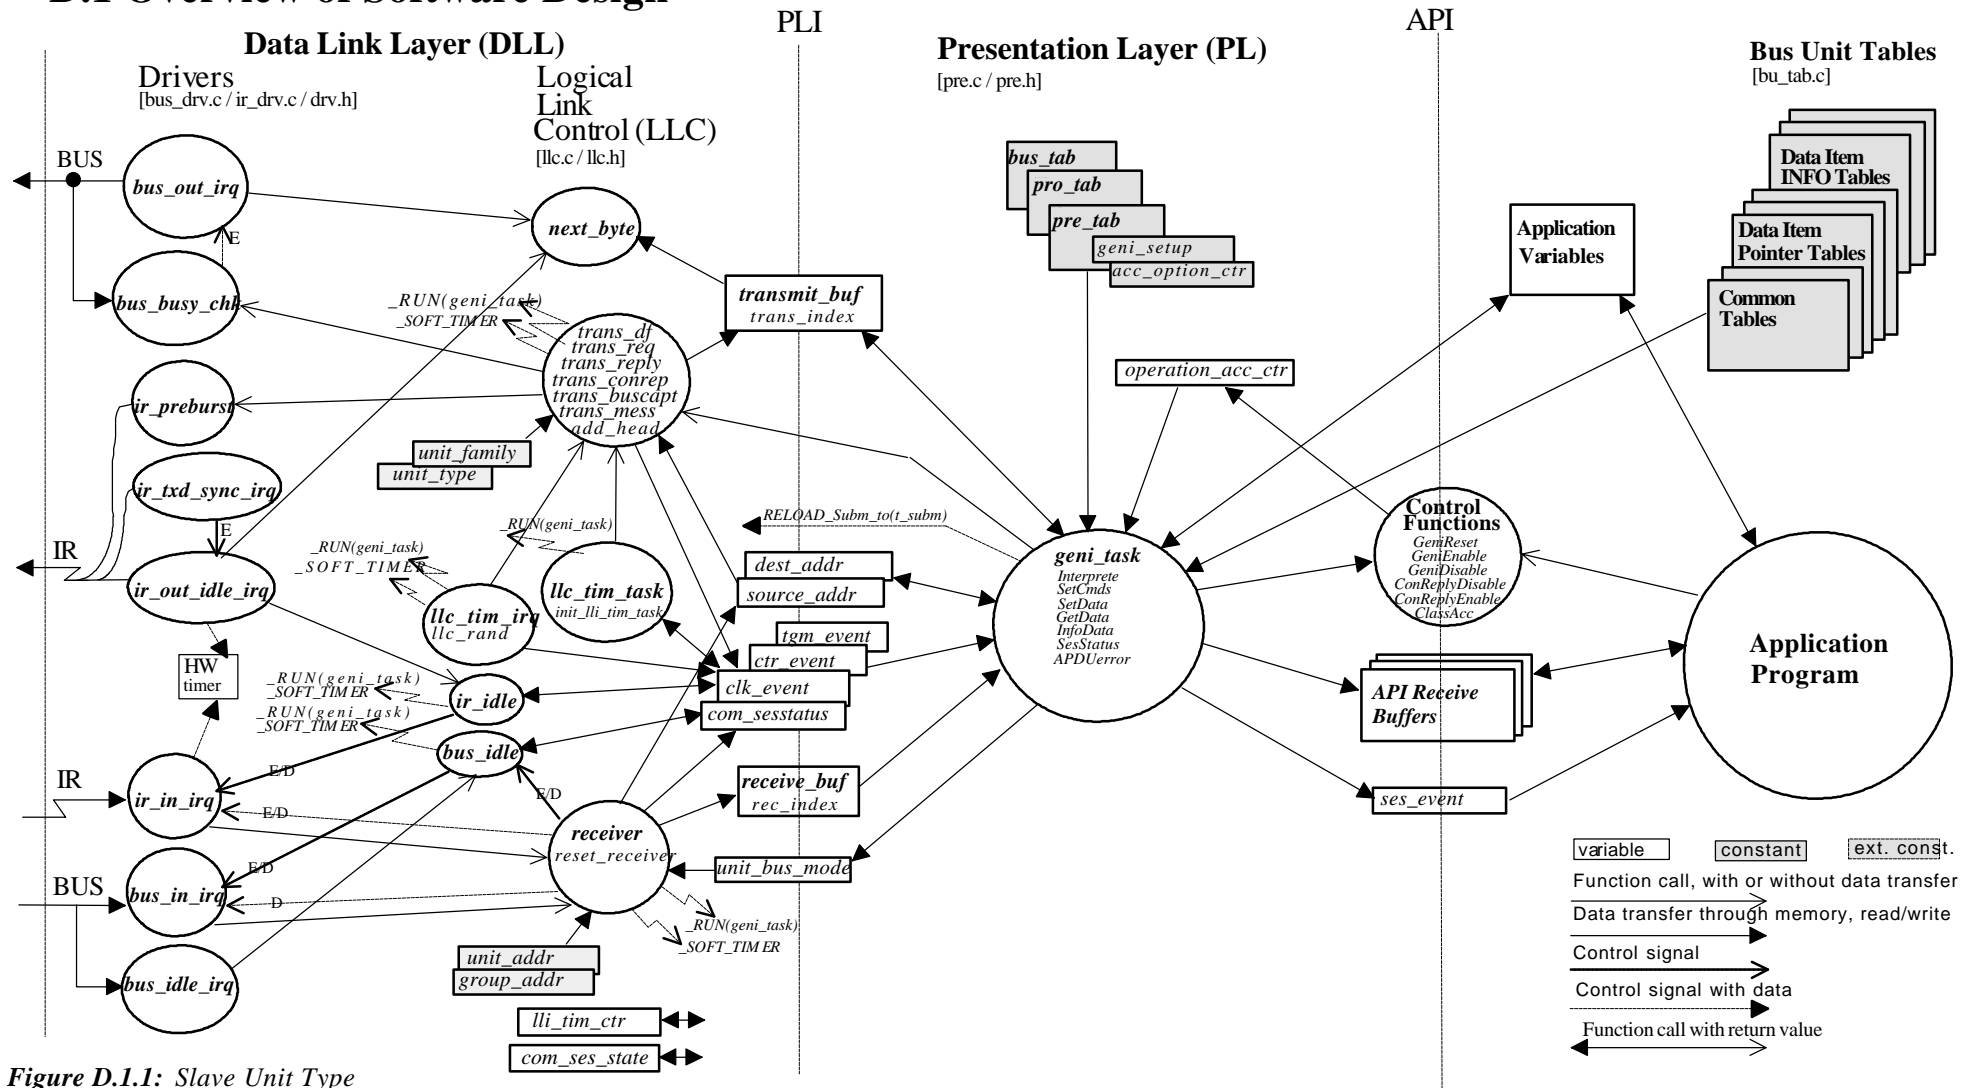 D.1 Overview of Software Design
PLI
API
Data Link Layer (DLL)
Presentation Layer (PL)
[pre.c / pre.h]
Bus Unit Tables
[bu_tab.c]
Drivers
[bus_drv.c / ir_drv.c / drv.h]
Logical
Link
Control (LLC)
[llc.c / llc.h]
BUS
bus_out_irq
E
bus_busy_chk
next_byte
_RUN(geni_task)
_SOFT_TIMER
transmit_buf
trans_index
trans_df
trans_req
trans_reply
trans_conrep
trans_buscapt
trans_mess
add_head
ir_preburst
unit_family
unit_type
ir_txd_sync_irq
E
IR
ir_out_idle_irq
HW
timer
_RUN(geni_task)
_SOFT_TIMER
_RUN(geni_task)
llc_tim_irq
llc_rand
llc_tim_task
init_lli_tim_task
RELOAD_Subm_to(t_subm)
dest_addr
source_addr
tgm_event
ctr_event
clk_event
com_sesstatus
_RUN(geni_task)
_SOFT_TIMER
ir_idle
_RUN(geni_task)
_SOFT_TIMER
bus_idle
IR
ir_in_irq
E/D
E/D
E/D
E/D
D
receive_buf
rec_index
receiver
reset_receiver
unit_bus_mode
BUS
bus_in_irq
bus_idle_irq
_RUN(geni_task)
_SOFT_TIMER
unit_addr
group_addr
lli_tim_ctr
com_ses_state
bus_tab
pro_tab
pre_tab
geni_setup
acc_option_ctr
operation_acc_ctr
geni_task
Interprete
SetCmds
SetData
GetData
InfoData
SesStatus
APDUerror
Application
Variables
Data Item
INFO Tables
Data Item
Pointer Tables
Common
Tables
Control
Functions
GeniReset
GeniEnable
GeniDisable
ConReplyDisable
ConReplyEnable
ClassAcc
API Receive
Buffers
ses_event
Application
Program
variable
constant
ext. const.
Function call, with or without data transfer
Data transfer through memory, read/write
Control signal
Control signal with data
Function call with return value
Figure D.1.1: Slave Unit Type